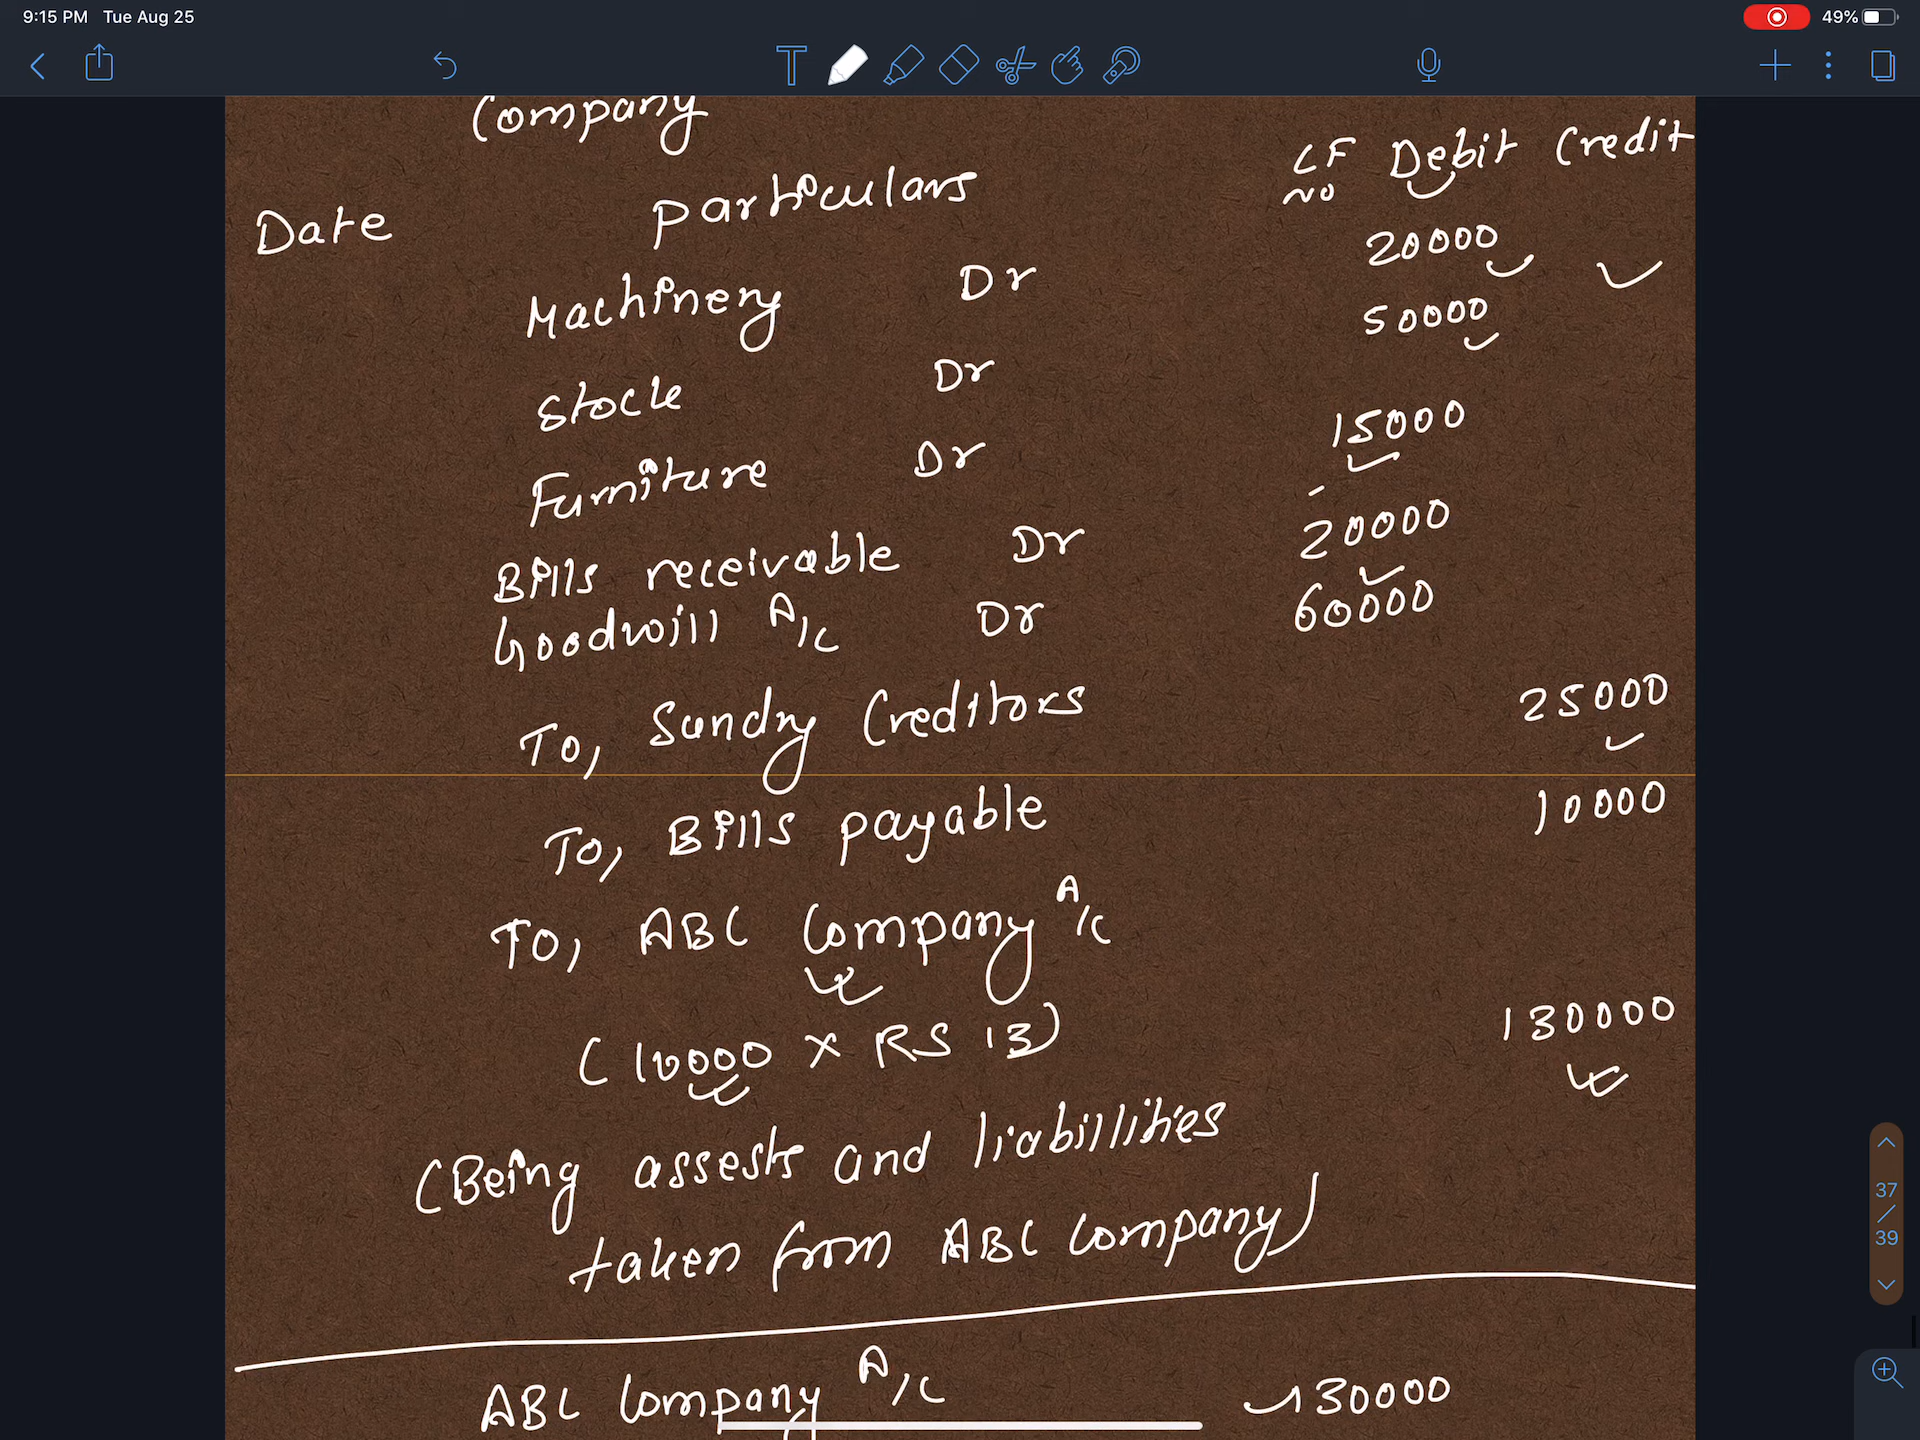 9:15 PM Tue Aug 25 49%
Company
LF Debit Credit
NO
Date Particulars
20000
Machinery Dr
50000
Stock Dr
15000
Furniture Dr
20000
Bills receivable Dr
Goodwill A/C Dr 60000
To, Sundry Creditors 25000
To, Bills payable 10000
To, ABC Company A/C
(10000 X RS 13) 130000
(Being assests and liabillities
taken from ABC Company)
37
/
39
ABC Company A/C 130000